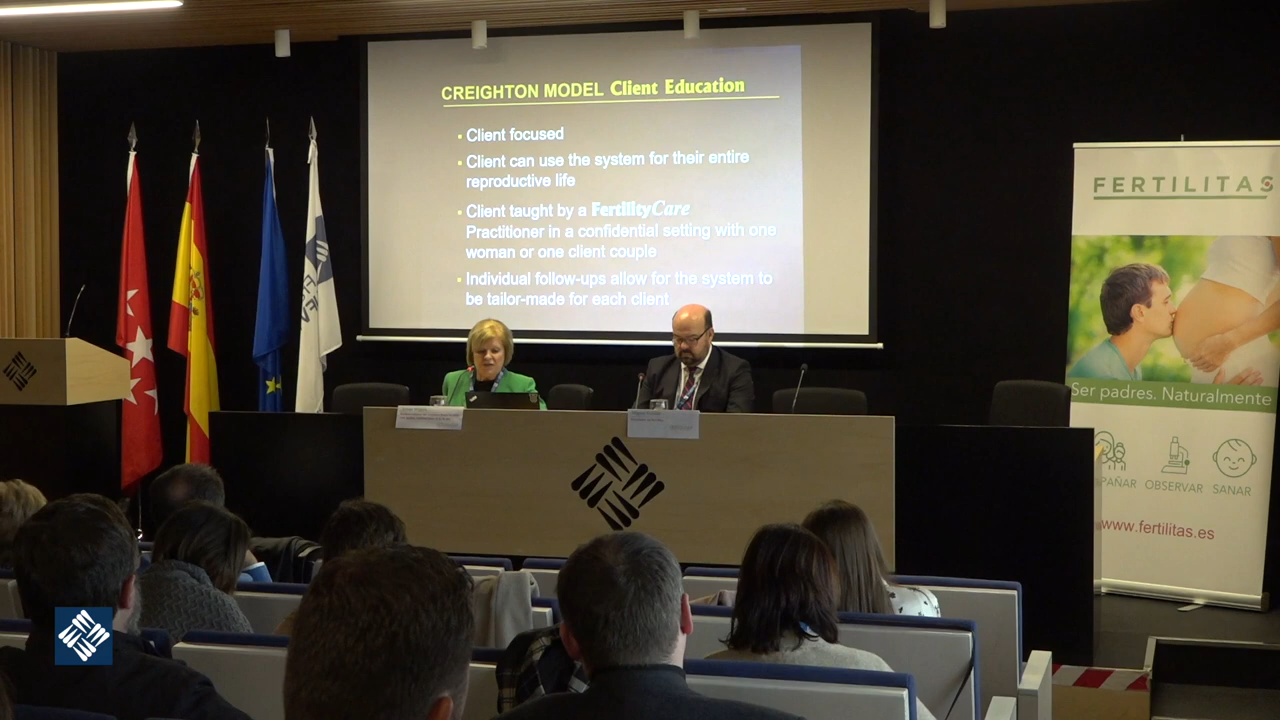 CREIGHTON MODEL Client Education
Client focused
Client can use the system for their entire
reproductive life
Client taught by a FertilityCare
Practitioner in a confidential setting with one
woman or one client couple
Individual follow-ups allow for the system to
be tailor-made for each client
FERTILITAS
Ser padres. Naturalmente
OBSERVAR SANAR
www.fertilitas.es